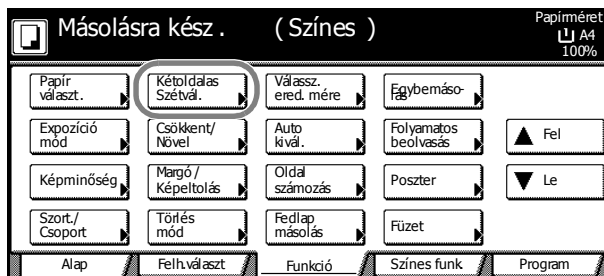 Másolásra kész . ( Színes )
Papírméret
A4
100%
Papír
választ.
Kétoldalas
Szétvál.
Válassz.
ered. mére
Egybemáso-
lás
Expozíció
mód
Csökkent/
Növel
Auto
kivál.
Folyamatos
beolvasás
Fel
Képminőség
Margó /
Képeltolás
Oldal
számozás
Poszter
Le
Szort./
Csoport
Törlés
mód
Fedlap
másolás
Füzet
Alap
Felh.választ
Funkció
Színes funk
Program